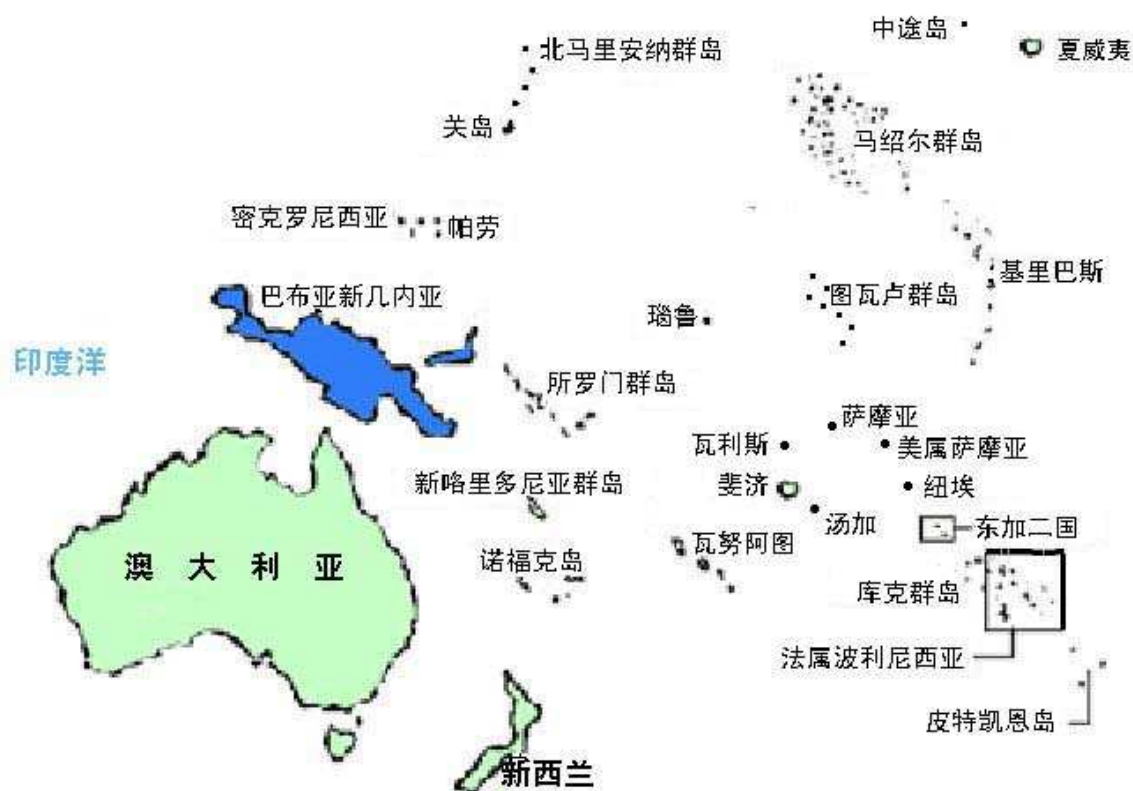 中途岛
北马里安纳群岛
夏威夷
关岛
马绍尔群岛
密克罗尼西亚
帕劳
基里巴斯
巴布亚新几内亚
图瓦卢群岛
瑙鲁
印度洋
所罗门群岛
萨摩亚
瓦利斯
美属萨摩亚
新咯里多尼亚群岛
斐济
纽埃
汤加
东加二国
瓦努阿图
诺福克岛
澳大利亚
库克群岛
法属波利尼西亚
皮特凯恩岛
新西兰